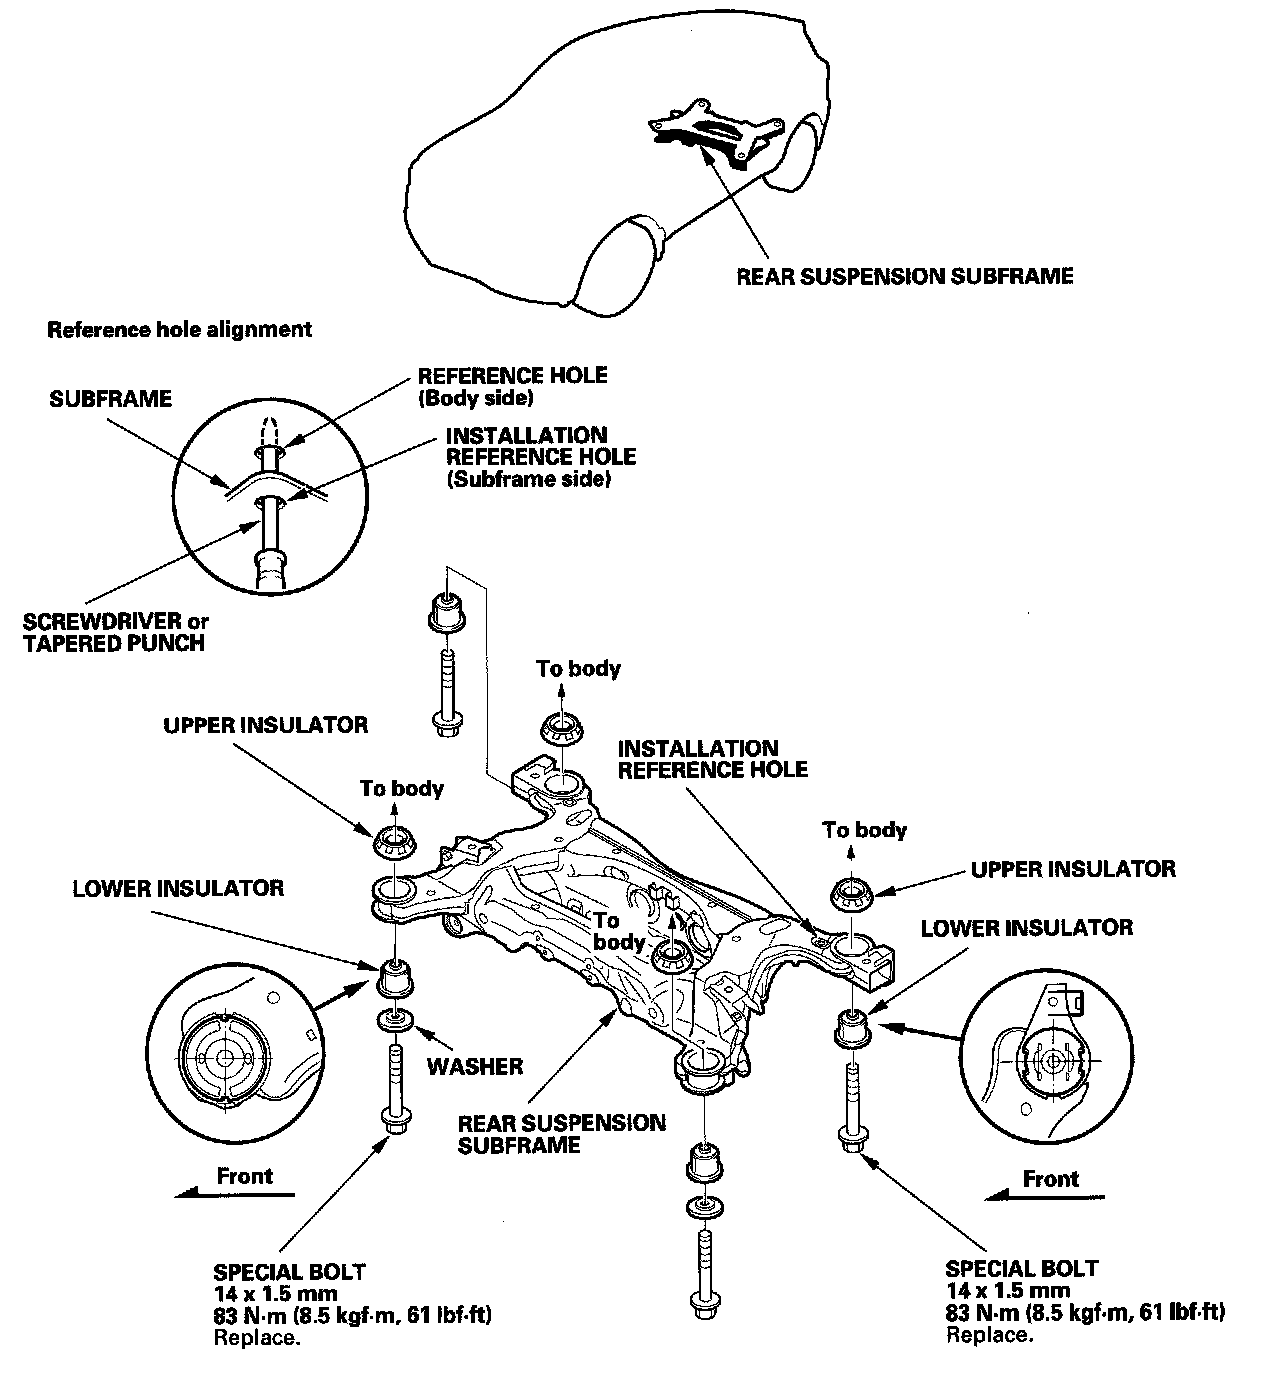 REAR SUSPENSION SUBFRAME
Reference hole alignment
SUBFRAME
REFERENCE HOLE
(Body side)
INSTALLATION
REFERENCE HOLE
(Subframe side)
SCREWDRIVER or
TAPERED PUNCH
To body
UPPER INSULATOR
INSTALLATION
REFERENCE HOLE
To body
To body
UPPER INSULATOR
LOWER INSULATOR
To
body
LOWER INSULATOR
WASHER
REAR SUSPENSION
SUBFRAME
Front
Front
SPECIAL BOLT
14 x 1.5 mm
83 N·m (8.5 kgf·m, 61 lbf·ft)
Replace.
SPECIAL BOLT
14 x 1.5 mm
83 N·m (8.5 kgf·m, 61 lbf·ft)
Replace.